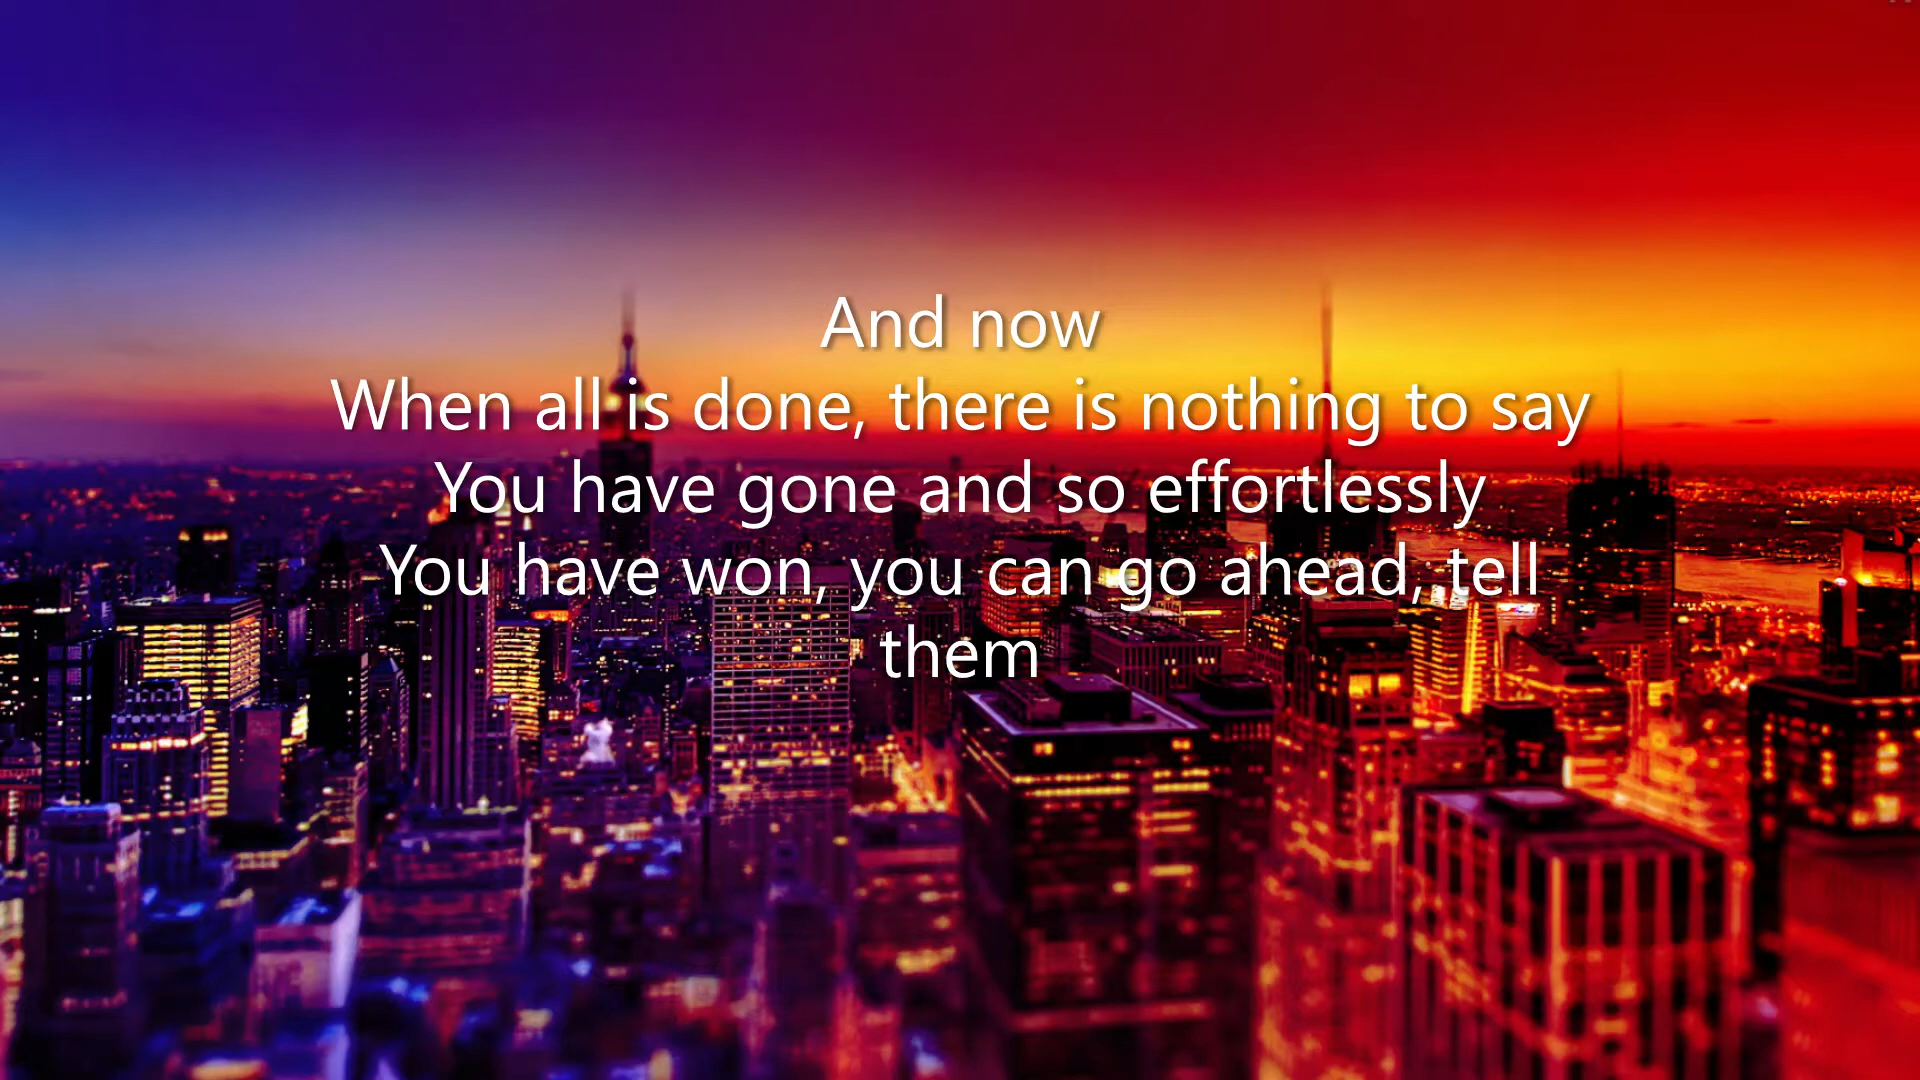 And now
When all is done, there is nothing to say
You have gone and so effortlessly
You have won, you can go ahead, tell
them